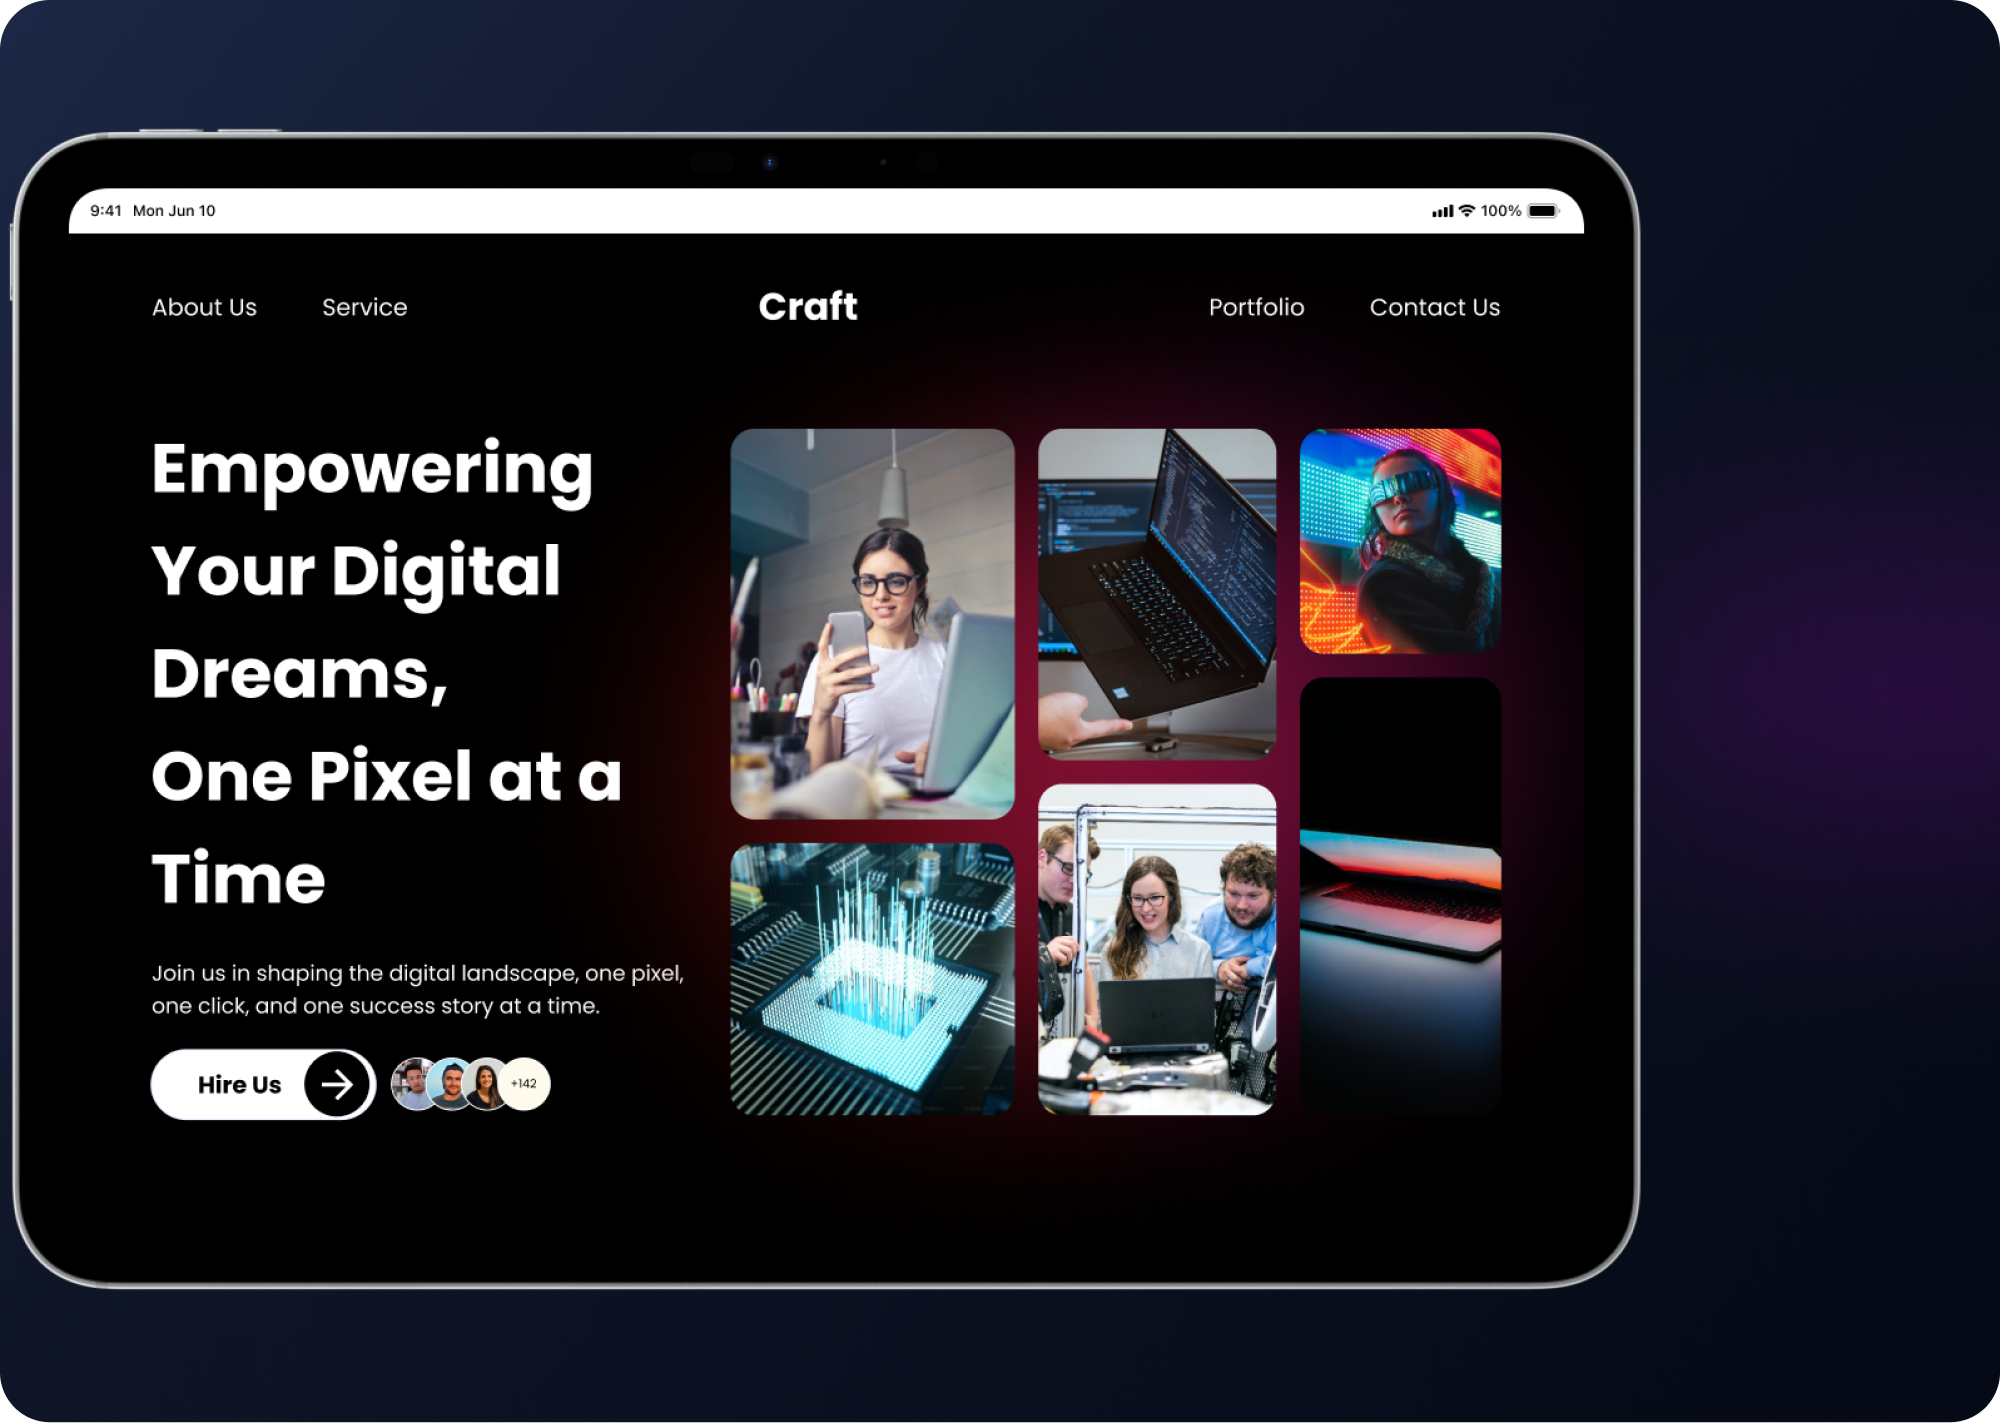 9:41 Mon Jun 10
100%
About Us
Service
Craft
Portfolio
Contact Us
Empowering
Your Digital
Dreams,
One Pixel at a
Time
Join us in shaping the digital landscape, one pixel,
one click, and one success story at a time.
Hire Us
+142